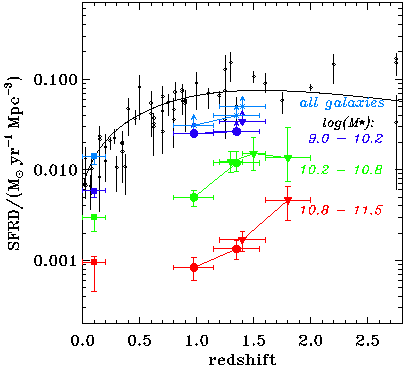 SFRD/(M⊙ yr⁻¹ Mpc⁻³)
0.100
0.010
0.001
all galaxies
log(M*):
9.0 – 10.2
10.2 – 10.8
10.8 – 11.5
0.0 0.5 1.0 1.5 2.0 2.5
redshift